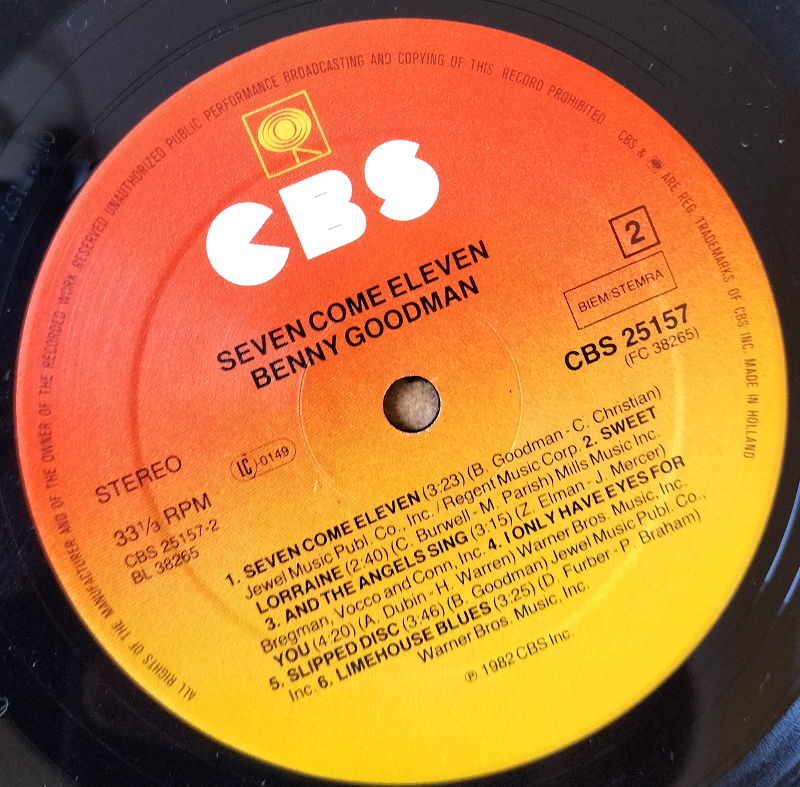 ALL RIGHTS OF THE MANUFACTURER AND OF THE OWNER OF THE RECORDED WORK RESERVED UNAUTHORIZED PUBLIC PERFORMANCE BROADCASTING AND COPYING OF THIS RECORD PROHIBITED CBS & ARE REG. TRADEMARKS OF CBS INC. MADE IN HOLLAND
CBS
SEVEN COME ELEVEN
BENNY GOODMAN
2
BIEM/STEMRA
CBS 25157
(FC 38265)
STEREO
LC-0149
33⅓ RPM
CBS 25157-2
BL 38265
1. SEVEN COME ELEVEN (3:23) (B. Goodman - C. Christian)
Jewel Music Publ. Co., Inc. / Regent Music Corp. 2. SWEET
LORRAINE (2:40) (C. Burwell - M. Parish) Mills Music Inc.
3. AND THE ANGELS SING (3:15) (Z. Elman - J. Mercer)
Bregman, Vocco and Conn, Inc. 4. I ONLY HAVE EYES FOR
YOU (4:20) (A. Dubin - H. Warren) Warner Bros. Music, Inc.
5. SLIPPED DISC (3:46) (B. Goodman) Jewel Music Publ. Co.,
Inc. 6. LIMEHOUSE BLUES (3:25) (D. Furber - P. Braham)
Warner Bros. Music, Inc.
℗ 1982 CBS Inc.